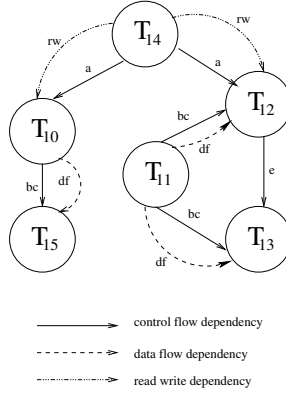 T14
rw
rw
a
a
T10
T12
bc
df
bc
df
T11
bc
e
df
T15
T13
control flow dependency
data flow dependency
read write dependency